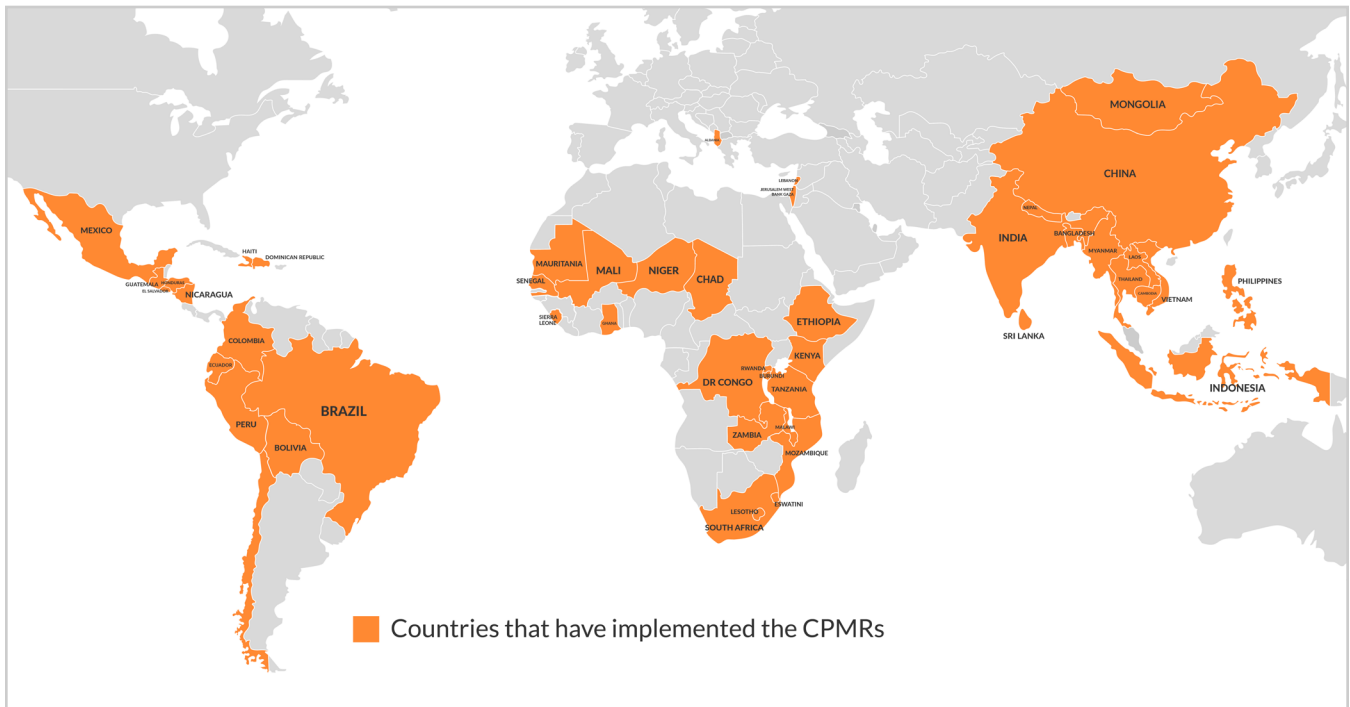 MONGOLIA
CHINA
ALBANIA
LEBANON
JERUSALEM WEST
BANK GAZA
NEPAL
MEXICO
INDIA
BANGLADESH
HAITI
MYANMAR
DOMINICAN REPUBLIC
LAOS
MAURITANIA
MALI
NIGER
CHAD
THAILAND
SENEGAL
PHILIPPINES
GUATEMALA
HONDURAS
EL SALVADOR
NICARAGUA
CAMBODIA
VIETNAM
SIERRA
LEONE
GHANA
ETHIOPIA
SRI LANKA
COLOMBIA
KENYA
ECUADOR
RWANDA
BURUNDI
DR CONGO
TANZANIA
INDONESIA
BRAZIL
PERU
MALAWI
ZAMBIA
BOLIVIA
MOZAMBIQUE
ESWATINI
LESOTHO
SOUTH AFRICA
Countries that have implemented the CPMRs